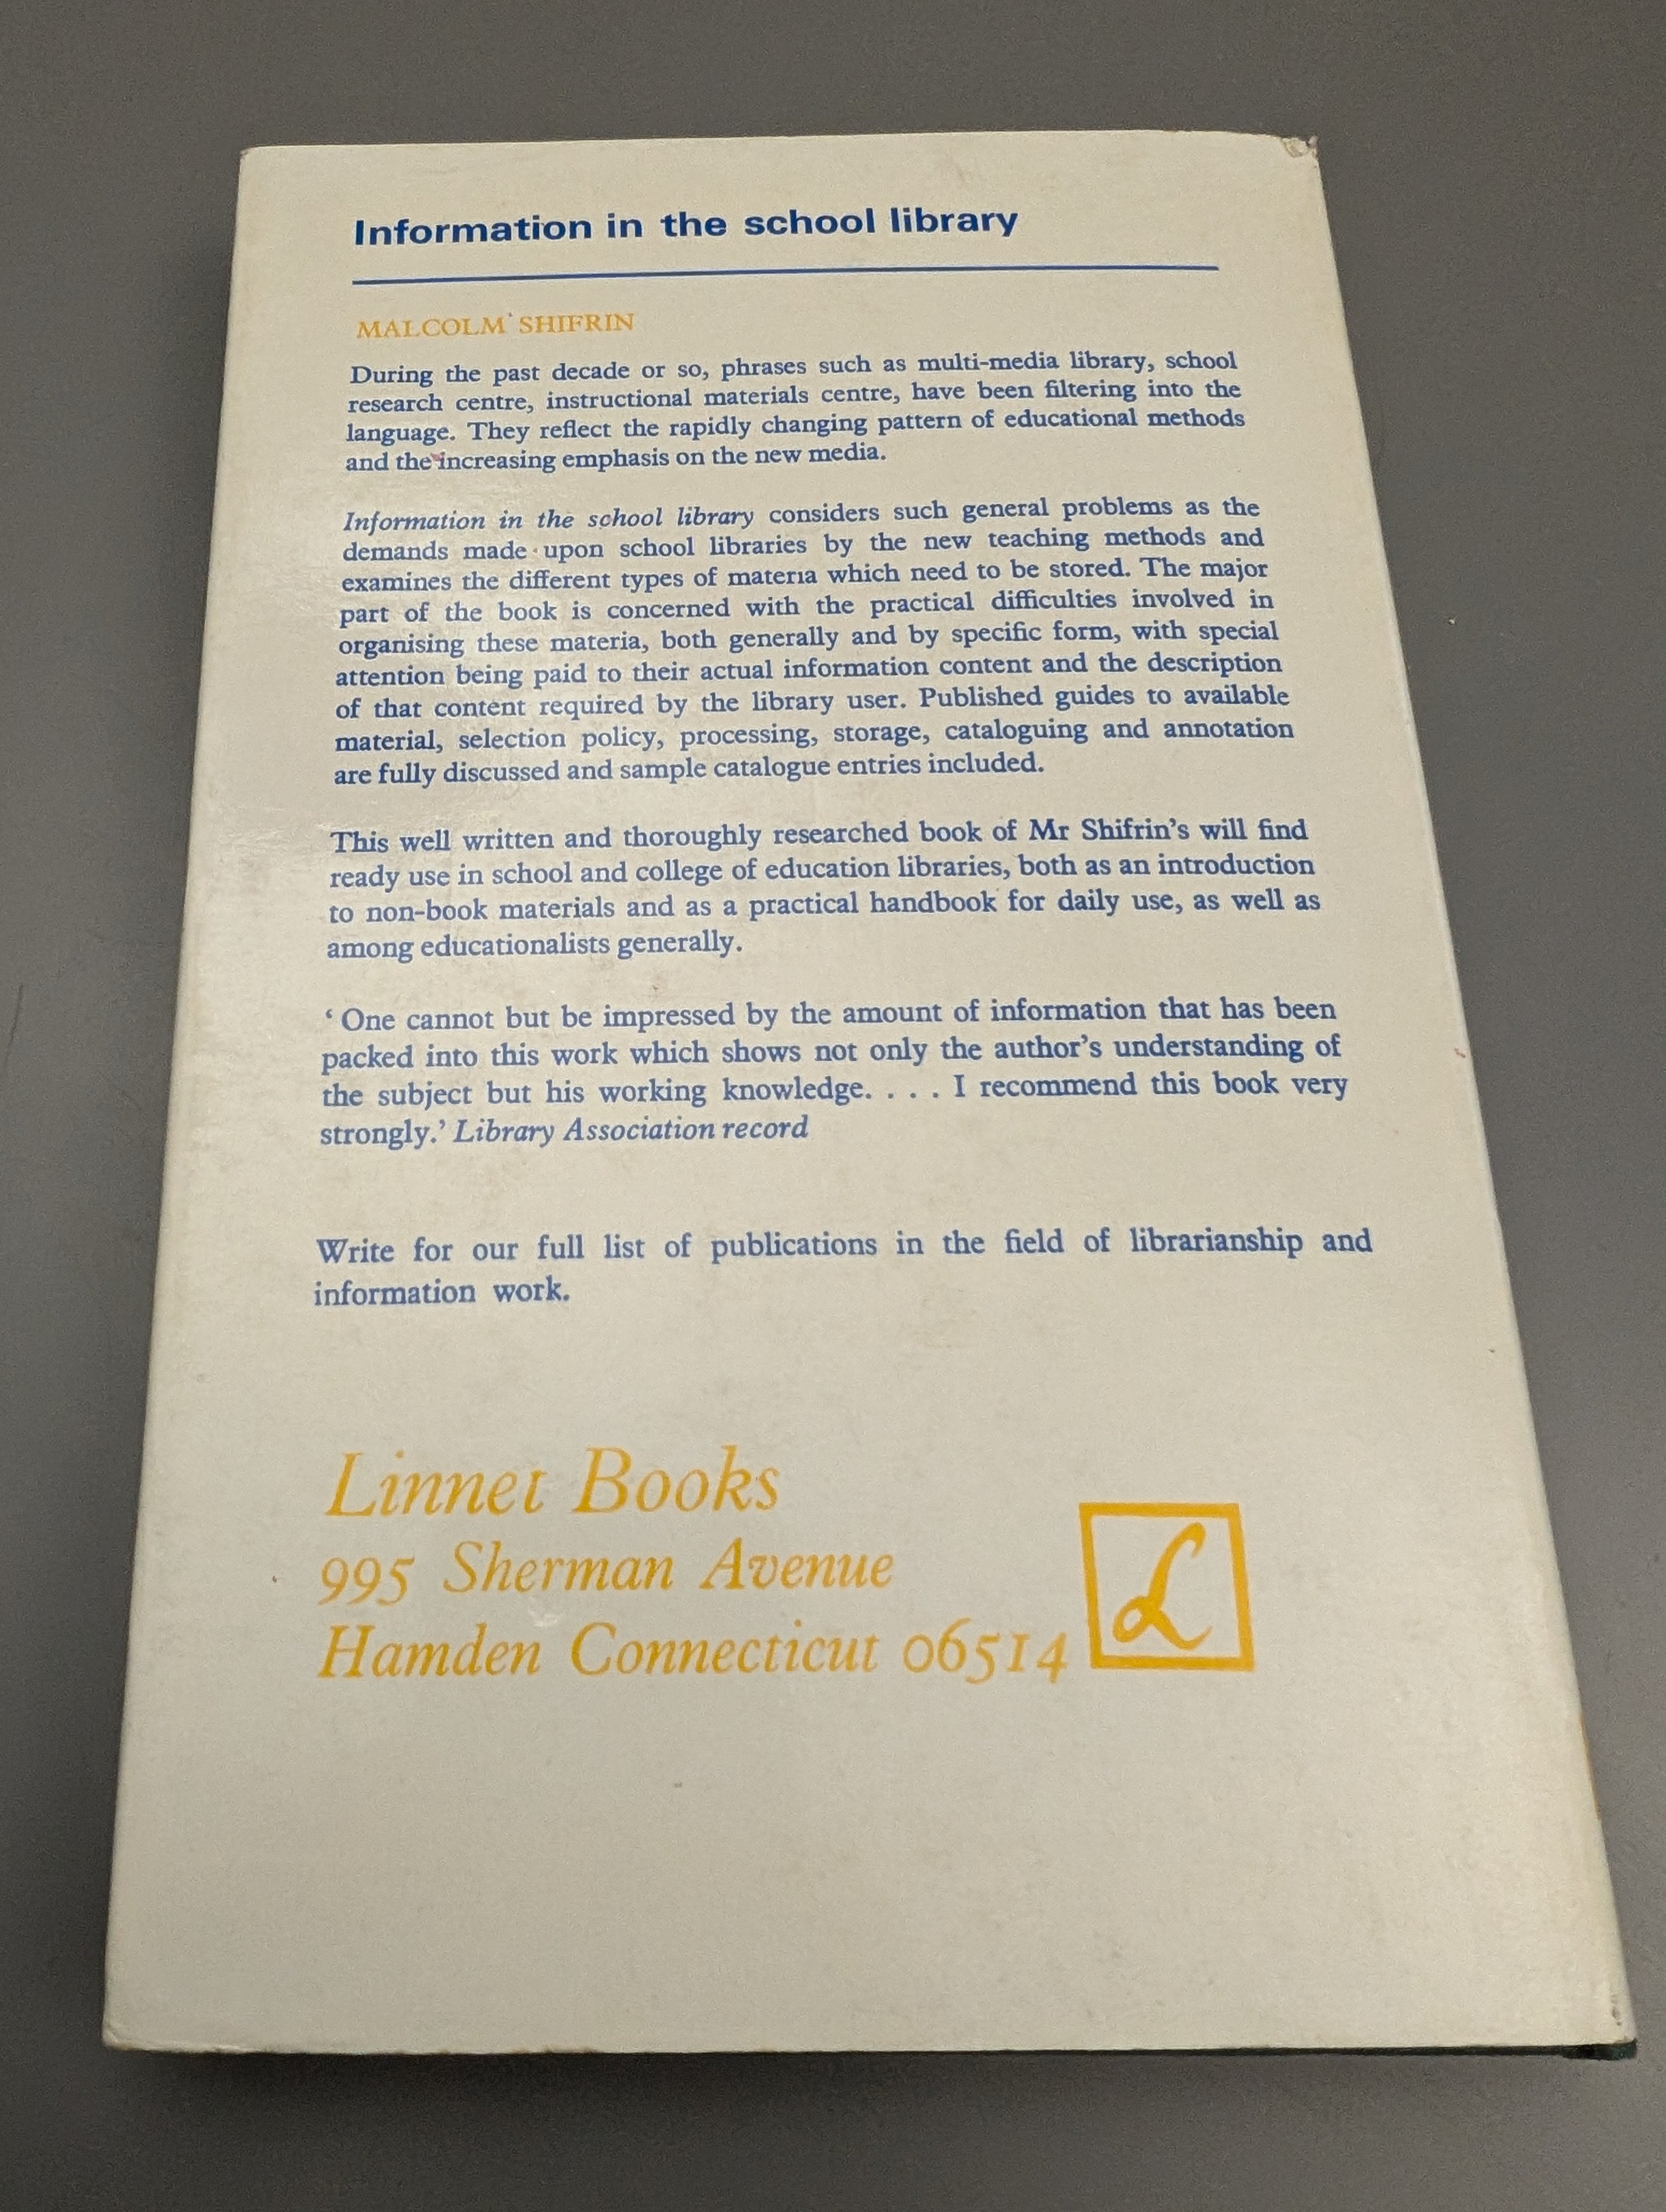 Information in the school library
MALCOLM SHIFRIN
During the past decade or so, phrases such as multi-media library, school
research centre, instructional materials centre, have been filtering into the
language. They reflect the rapidly changing pattern of educational methods
and the increasing emphasis on the new media.
Information in the school library considers such general problems as the
demands made upon school libraries by the new teaching methods and
examines the different types of materia which need to be stored. The major
part of the book is concerned with the practical difficulties involved in
organising these materia, both generally and by specific form, with special
attention being paid to their actual information content and the description
of that content required by the library user. Published guides to available
material, selection policy, processing, storage, cataloguing and annotation
are fully discussed and sample catalogue entries included.
This well written and thoroughly researched book of Mr Shifrin's will find
ready use in school and college of education libraries, both as an introduction
to non-book materials and as a practical handbook for daily use, as well as
among educationalists generally.
‘ One cannot but be impressed by the amount of information that has been
packed into this work which shows not only the author's understanding of
the subject but his working knowledge. . . . I recommend this book very
strongly.’ Library Association record
Write for our full list of publications in the field of librarianship and
information work.
Linnet Books
995 Sherman Avenue
Hamden Connecticut 06514
L